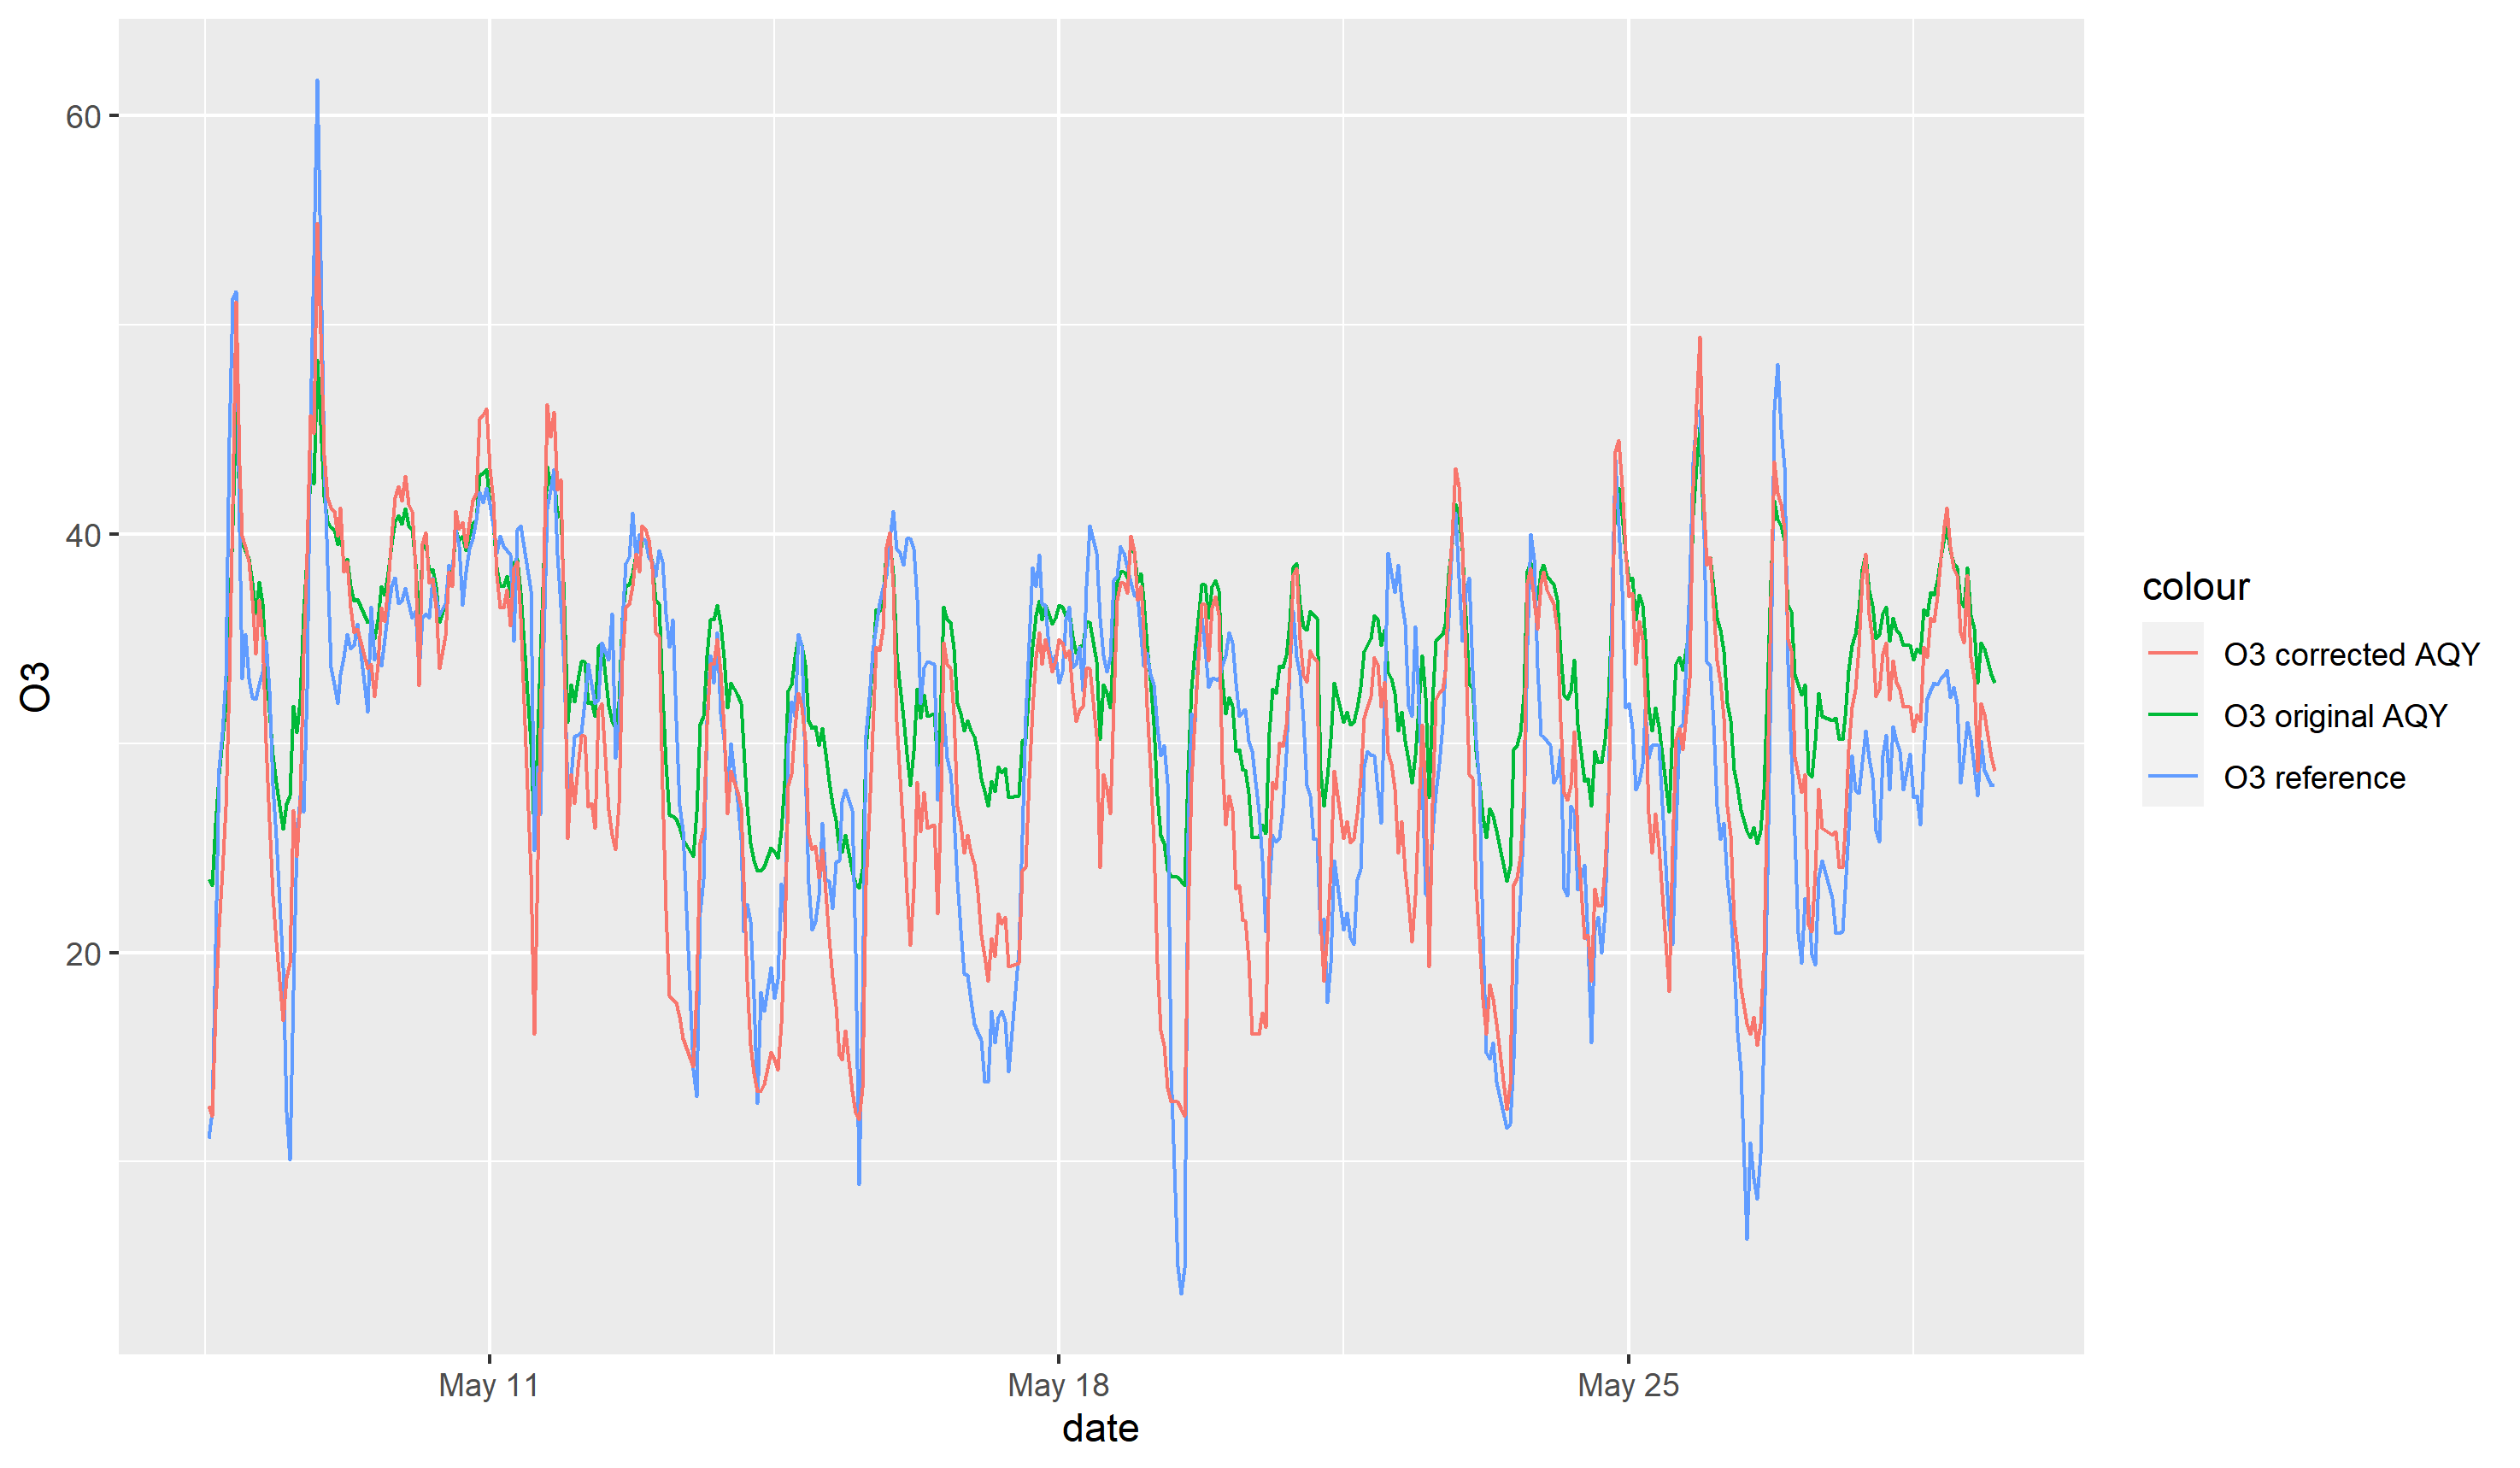 60
40
20
O3
May 11
May 18
May 25
date
colour
O3 corrected AQY
O3 original AQY
O3 reference